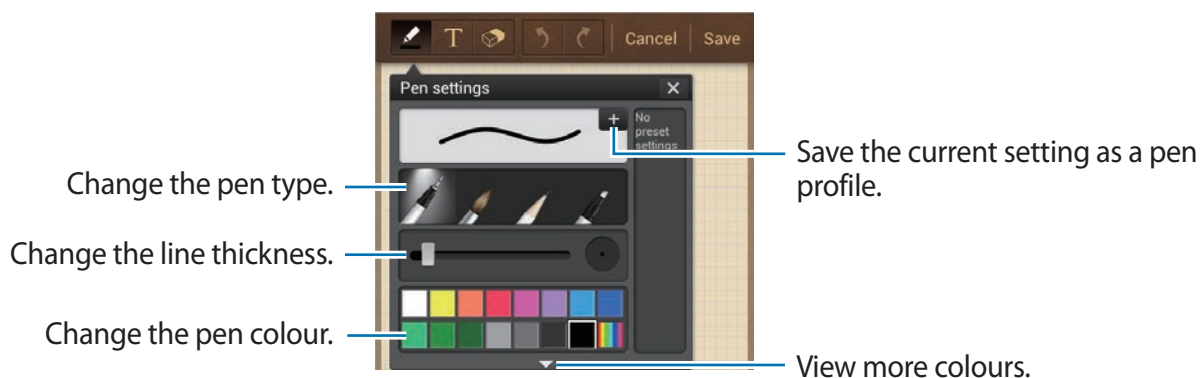 T Cancel Save
Pen settings
No
preset
settings
Save the current setting as a pen
profile.
Change the pen type.
Change the line thickness.
Change the pen colour.
View more colours.